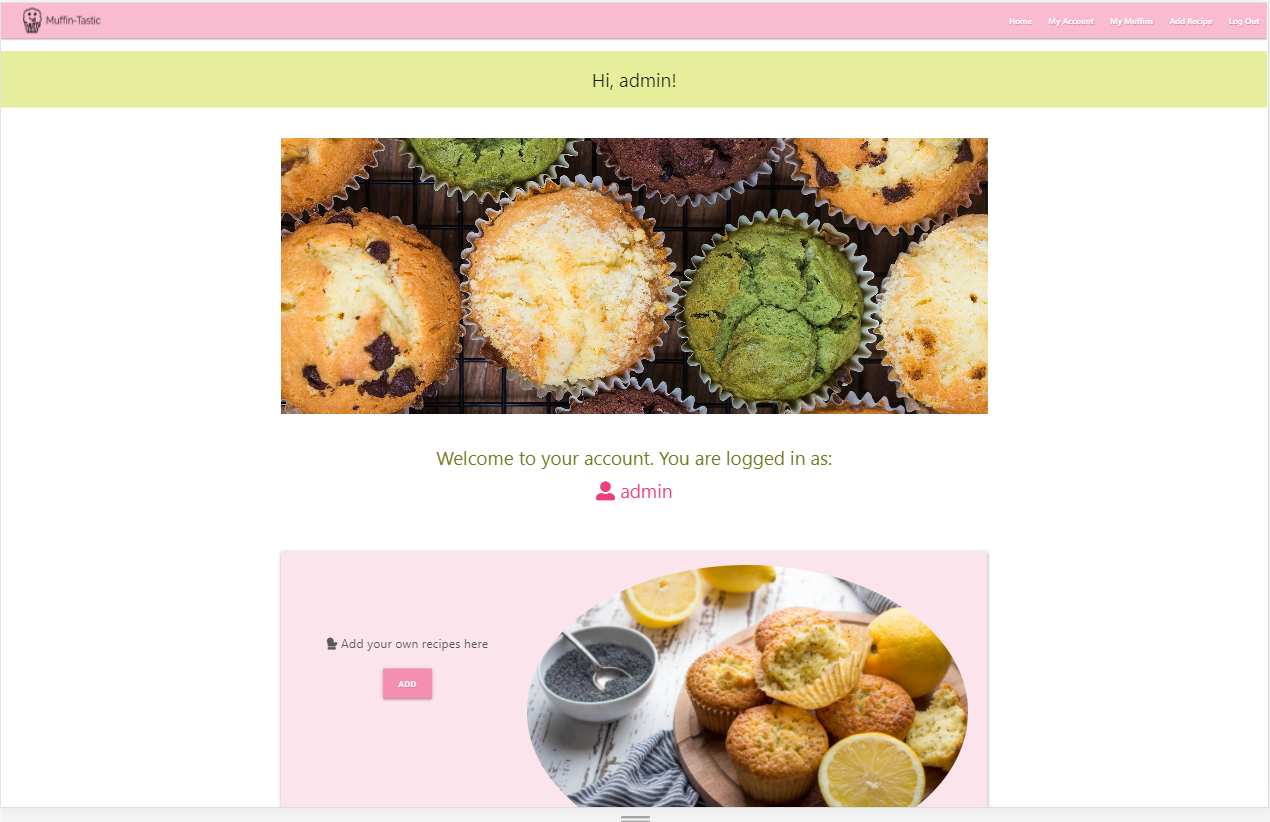 Muffin-Tastic
Home My Account My Muffins Add Recipe Log Out
Hi, admin!
Welcome to your account. You are logged in as:
admin
Add your own recipes here
ADD